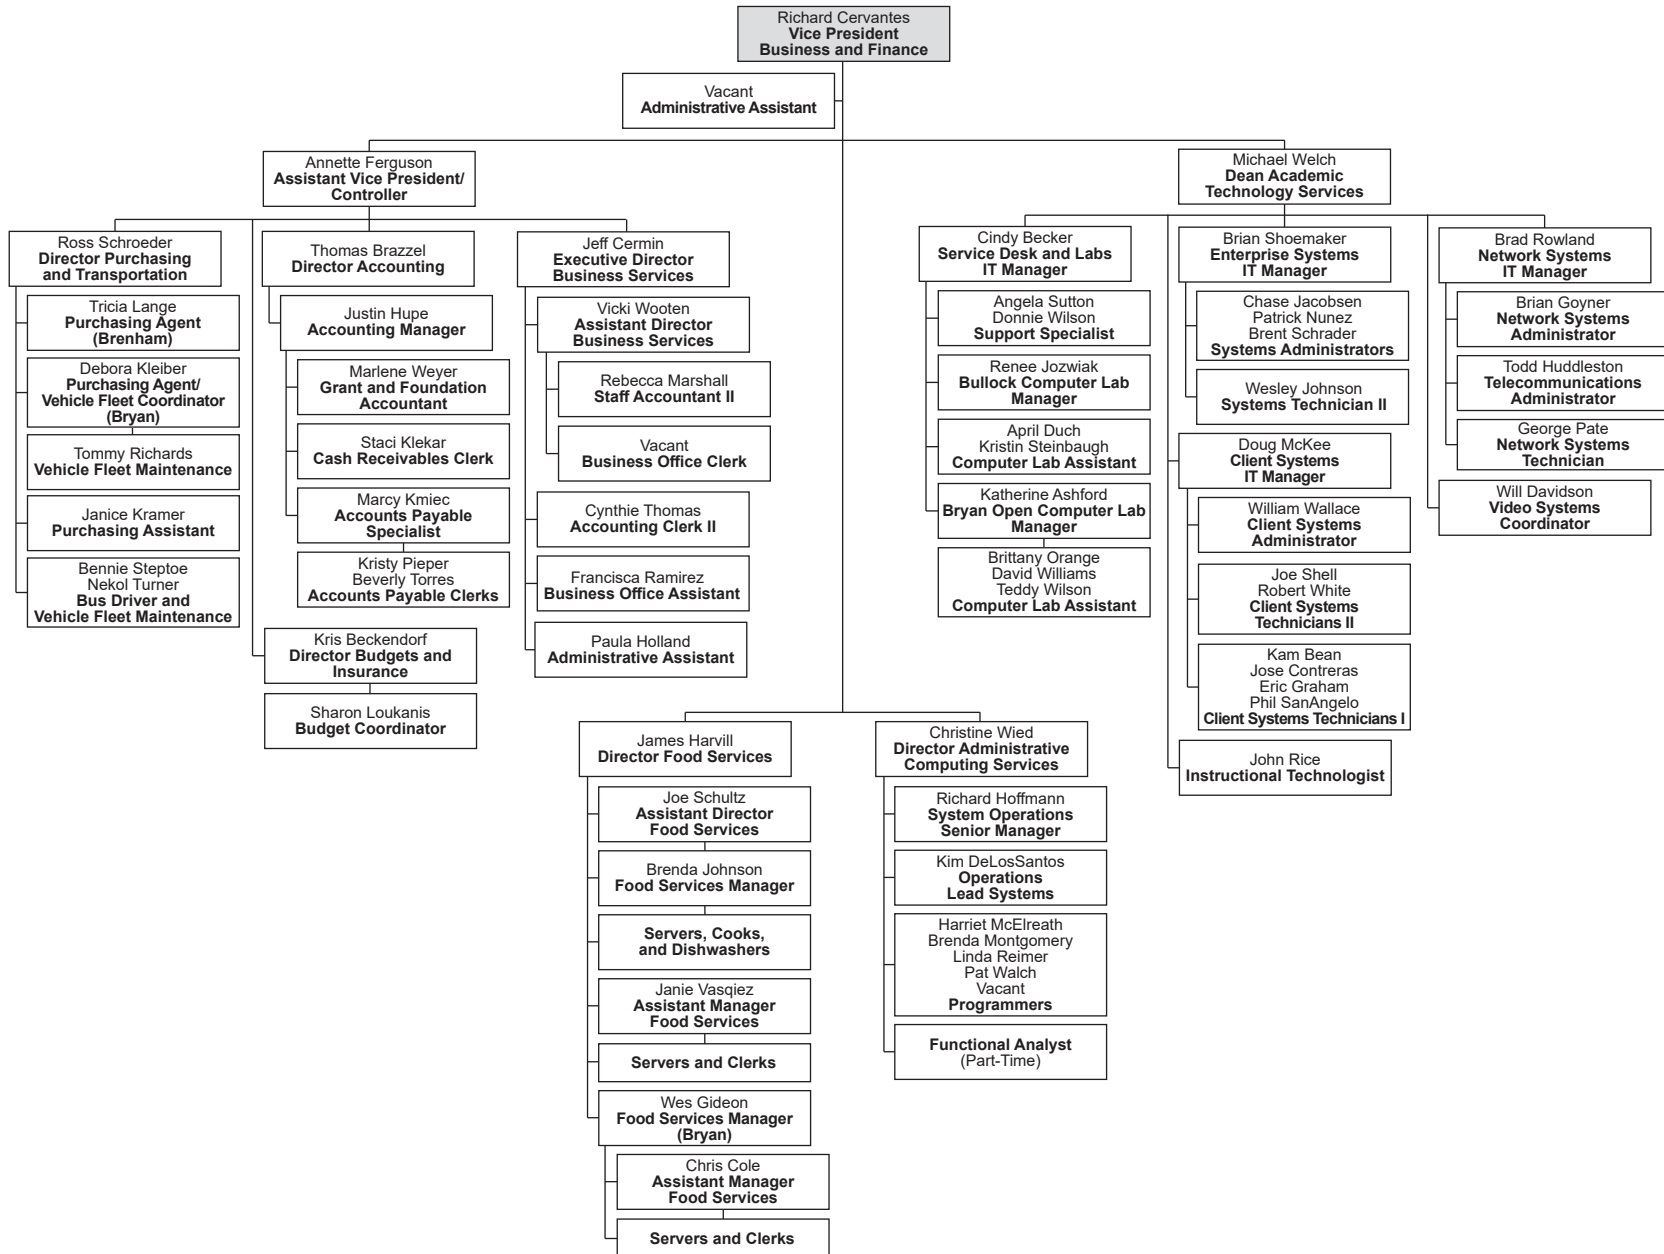 Richard Cervantes
Vice President
Business and Finance
Vacant
Administrative Assistant
Annette Ferguson
Assistant Vice President/
Controller
Ross Schroeder
Director Purchasing
and Transportation
Tricia Lange
Purchasing Agent
(Brenham)
Debora Kleiber
Purchasing Agent/
Vehicle Fleet Coordinator
(Bryan)
Tommy Richards
Vehicle Fleet Maintenance
Janice Kramer
Purchasing Assistant
Bennie Steptoe
Nekol Turner
Bus Driver and
Vehicle Fleet Maintenance
Thomas Brazzel
Director Accounting
Justin Hupe
Accounting Manager
Marlene Weyer
Grant and Foundation
Accountant
Staci Klekar
Cash Receivables Clerk
Marcy Kmiec
Accounts Payable
Specialist
Kristy Pieper
Beverly Torres
Accounts Payable Clerks
Kris Beckendorf
Director Budgets and
Insurance
Sharon Loukanis
Budget Coordinator
Jeff Cermin
Executive Director
Business Services
Vicki Wooten
Assistant Director
Business Services
Rebecca Marshall
Staff Accountant II
Vacant
Business Office Clerk
Cynthie Thomas
Accounting Clerk II
Francisca Ramirez
Business Office Assistant
Paula Holland
Administrative Assistant
James Harvill
Director Food Services
Joe Schultz
Assistant Director
Food Services
Brenda Johnson
Food Services Manager
Servers, Cooks,
and Dishwashers
Janie Vasqiez
Assistant Manager
Food Services
Servers and Clerks
Wes Gideon
Food Services Manager
(Bryan)
Chris Cole
Assistant Manager
Food Services
Servers and Clerks
Christine Wied
Director Administrative
Computing Services
Richard Hoffmann
System Operations
Senior Manager
Kim DeLosSantos
Operations
Lead Systems
Harriet McElreath
Brenda Montgomery
Linda Reimer
Pat Walch
Vacant
Programmers
Functional Analyst
(Part-Time)
Michael Welch
Dean Academic
Technology Services
Cindy Becker
Service Desk and Labs
IT Manager
Angela Sutton
Donnie Wilson
Support Specialist
Renee Jozwiak
Bullock Computer Lab
Manager
April Duch
Kristin Steinbaugh
Computer Lab Assistant
Katherine Ashford
Bryan Open Computer Lab
Manager
Brittany Orange
David Williams
Teddy Wilson
Computer Lab Assistant
Brian Shoemaker
Enterprise Systems
IT Manager
Chase Jacobsen
Patrick Nunez
Brent Schrader
Systems Administrators
Wesley Johnson
Systems Technician II
Doug McKee
Client Systems
IT Manager
William Wallace
Client Systems
Administrator
Joe Shell
Robert White
Client Systems
Technicians II
Kam Bean
Jose Contreras
Eric Graham
Phil SanAngelo
Client Systems Technicians I
John Rice
Instructional Technologist
Brad Rowland
Network Systems
IT Manager
Brian Goyner
Network Systems
Administrator
Todd Huddleston
Telecommunications
Administrator
George Pate
Network Systems
Technician
Will Davidson
Video Systems
Coordinator